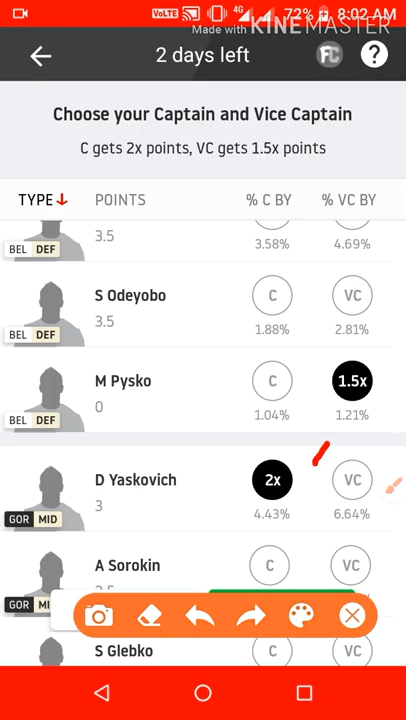 VoLTE 4G 72% 8:02 AM
Made with KINEMASTER
2 days left FC ?
Choose your Captain and Vice Captain
C gets 2x points, VC gets 1.5x points
TYPE POINTS % C BY % VC BY
3.5
BEL DEF 3.58% 4.69%
S Odeyobo C VC
3.5
BEL DEF 1.88% 2.81%
M Pysko C 1.5x
0
BEL DEF 1.04% 1.21%
D Yaskovich 2x VC
3
GOR MID 4.43% 6.64%
A Sorokin C VC
GOR
S Glebko C VC